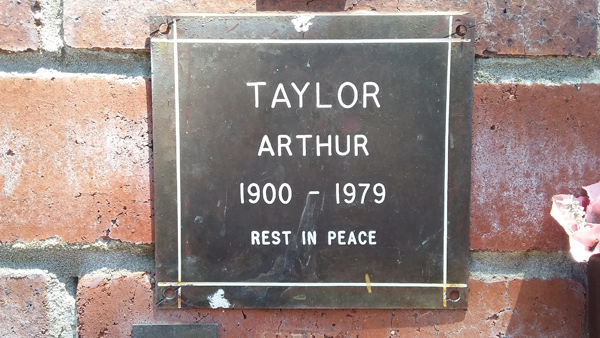 TAYLOR
ARTHUR
1900 - 1979
REST IN PEACE